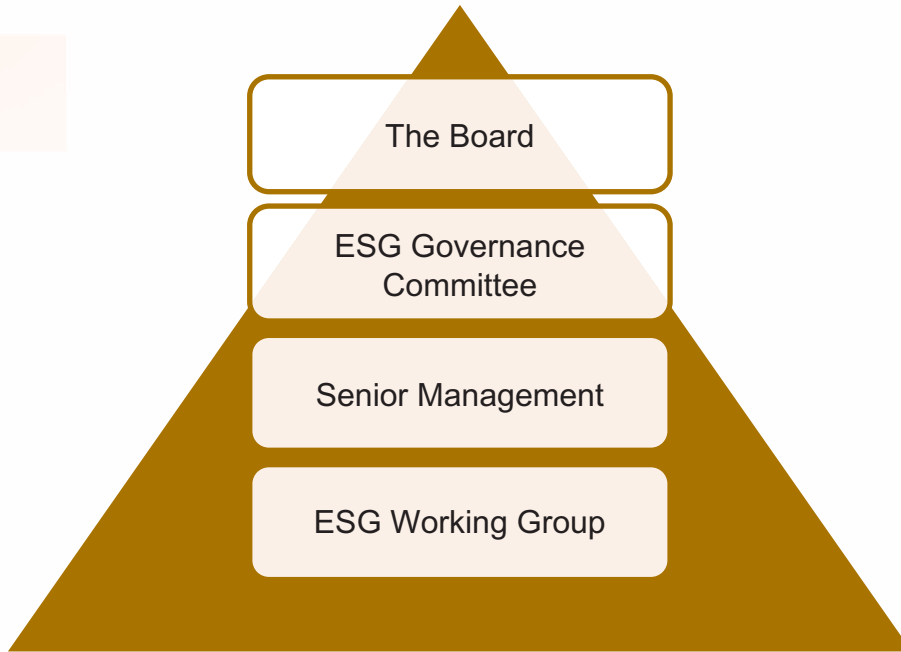 The Board
ESG Governance
Committee
Senior Management
ESG Working Group